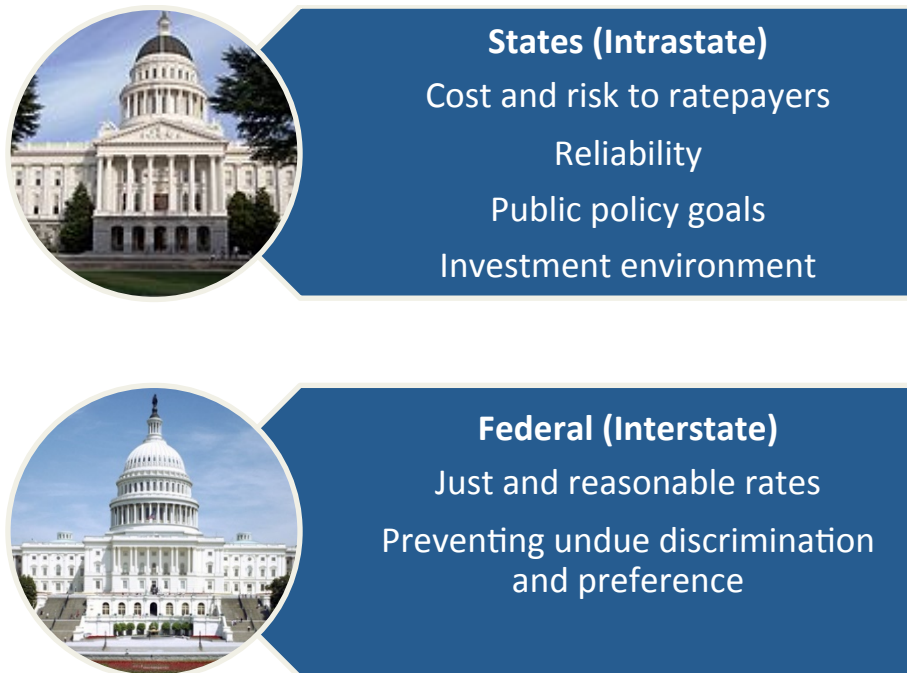 States (Intrastate)
Cost and risk to ratepayers
Reliability
Public policy goals
Investment environment
Federal (Interstate)
Just and reasonable rates
Preventing undue discrimination
and preference